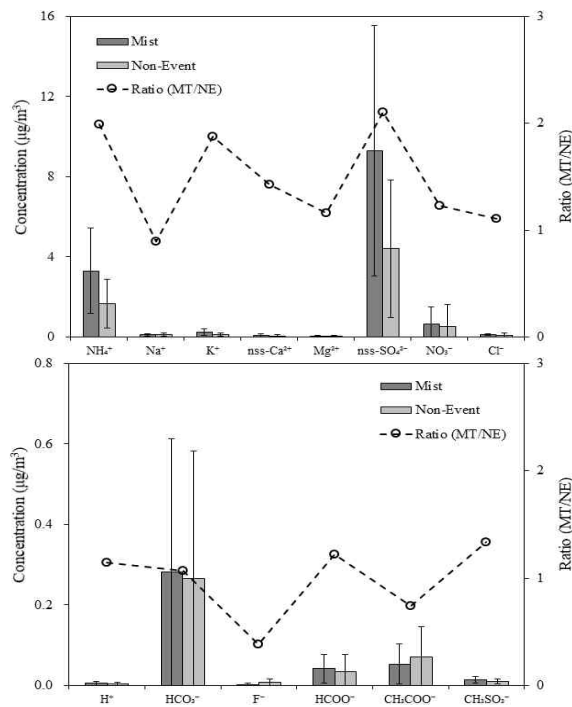 16
12
8
4
0
Concentration (μg/m³)
Mist
Non-Event
Ratio (MT/NE)
3
2
1
0
Ratio (MT/NE)
NH₄⁺ Na⁺ K⁺ nss-Ca²⁺ Mg²⁺ nss-SO₄²⁻ NO₃⁻ Cl⁻
0.8
0.6
0.4
0.2
0.0
Concentration (μg/m³)
Mist
Non-Event
Ratio (MT/NE)
3
2
1
0
Ratio (MT/NE)
H⁺ HCO₃⁻ F⁻ HCOO⁻ CH₃COO⁻ CH₃SO₃⁻